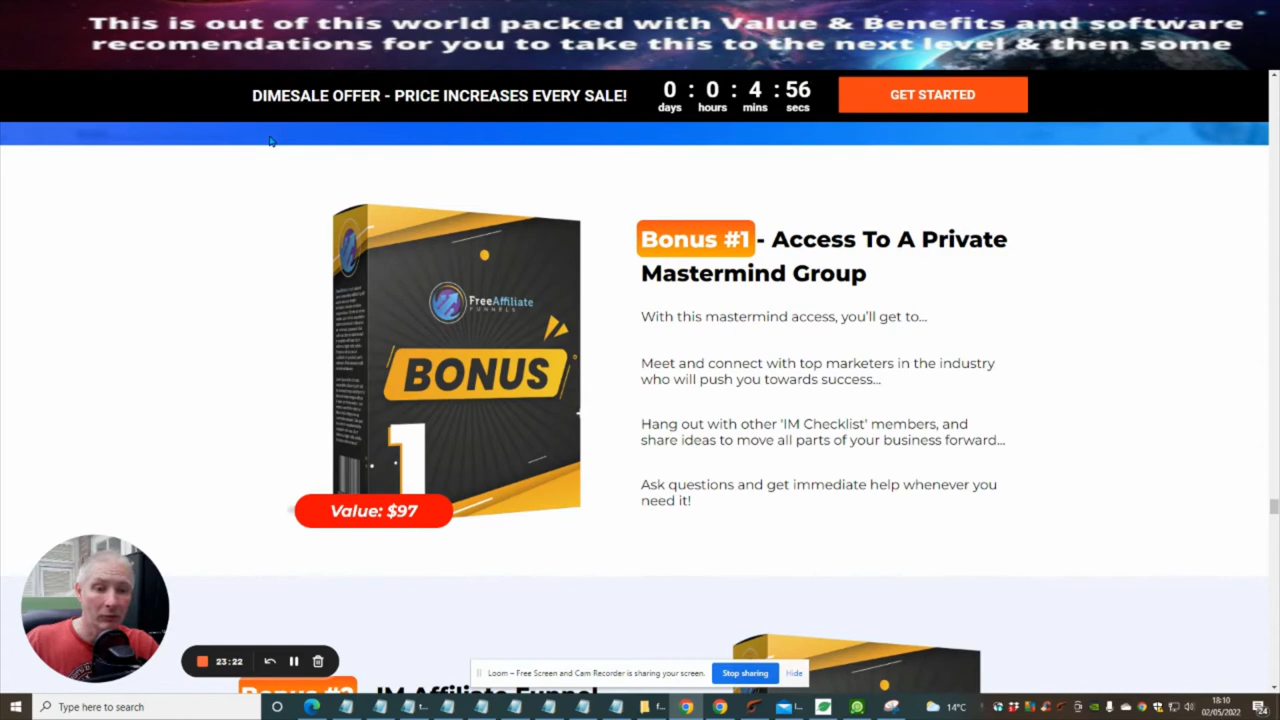 This is out of this world packed with Value & Benefits and software
recomendations for you to take this to the next level & then some
DIMESALE OFFER - PRICE INCREASES EVERY SALE!
0 : 0 : 4 : 56
days hours mins secs
GET STARTED
Bonus #1 - Access To A Private
Mastermind Group
With this mastermind access, you'll get to...
Meet and connect with top marketers in the industry
who will push you towards success...
Hang out with other 'IM Checklist' members, and
share ideas to move all parts of your business forward...
Ask questions and get immediate help whenever you
need it!
FreeAffiliate
FUNNELS
BONUS
1
Value: $97
23:22
Loom – Free Screen and Cam Recorder is sharing your screen.
Stop sharing
Hide
Bonus #2 IM Affiliate Funnel
Type here to search
14°C
18:10
02/05/2022
24